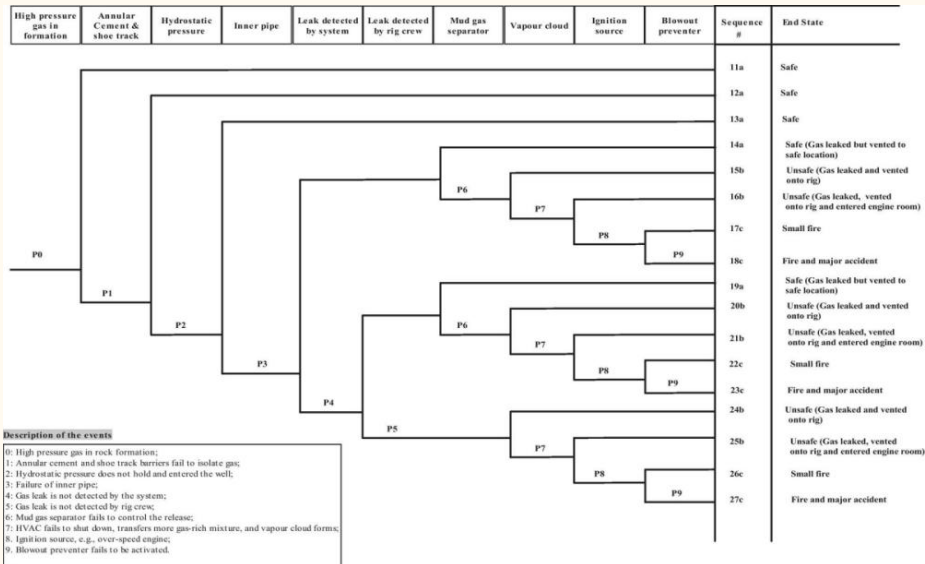 High pressure
gas in
formation
Annular
Cement &
shoe track
Hydrostatic
pressure
Inner pipe
Leak detected
by system
Leak detected
by rig crew
Mud gas
separator
Vapour cloud
Ignition
source
Blowout
preventer
Sequence
#
End State
11a
Safe
12a
Safe
13a
Safe
14a
Safe (Gas leaked but vented to
safe location)
15b
Unsafe (Gas leaked and vented
onto rig)
P6
16b
Unsafe (Gas leaked, vented
onto rig and entered engine room)
P7
17c
Small fire
P8
P9
18c
Fire and major accident
P0
19a
Safe (Gas leaked but vented to
safe location)
P1
20b
Unsafe (Gas leaked and vented
onto rig)
P2
P6
21b
Unsafe (Gas leaked, vented
onto rig and entered engine room)
P7
P3
22c
Small fire
P8
P9
23c
Fire and major accident
P4
24b
Unsafe (Gas leaked and vented
onto rig)
P5
25b
Unsafe (Gas leaked, vented
onto rig and entered engine room)
P7
26c
Small fire
P8
P9
27c
Fire and major accident
Description of the events
0: High pressure gas in rock formation;
1: Annular cement and shoe track barriers fail to isolate gas;
2: Hydrostatic pressure does not hold and entered the well;
3: Failure of inner pipe;
4: Gas leak is not detected by the system;
5: Gas leak is not detected by rig crew;
6: Mud gas separator fails to control the release;
7: HVAC fails to shut down, transfers more gas-rich mixture, and vapour cloud forms;
8. Ignition source, e.g., over-speed engine;
9. Blowout preventer fails to be activated.